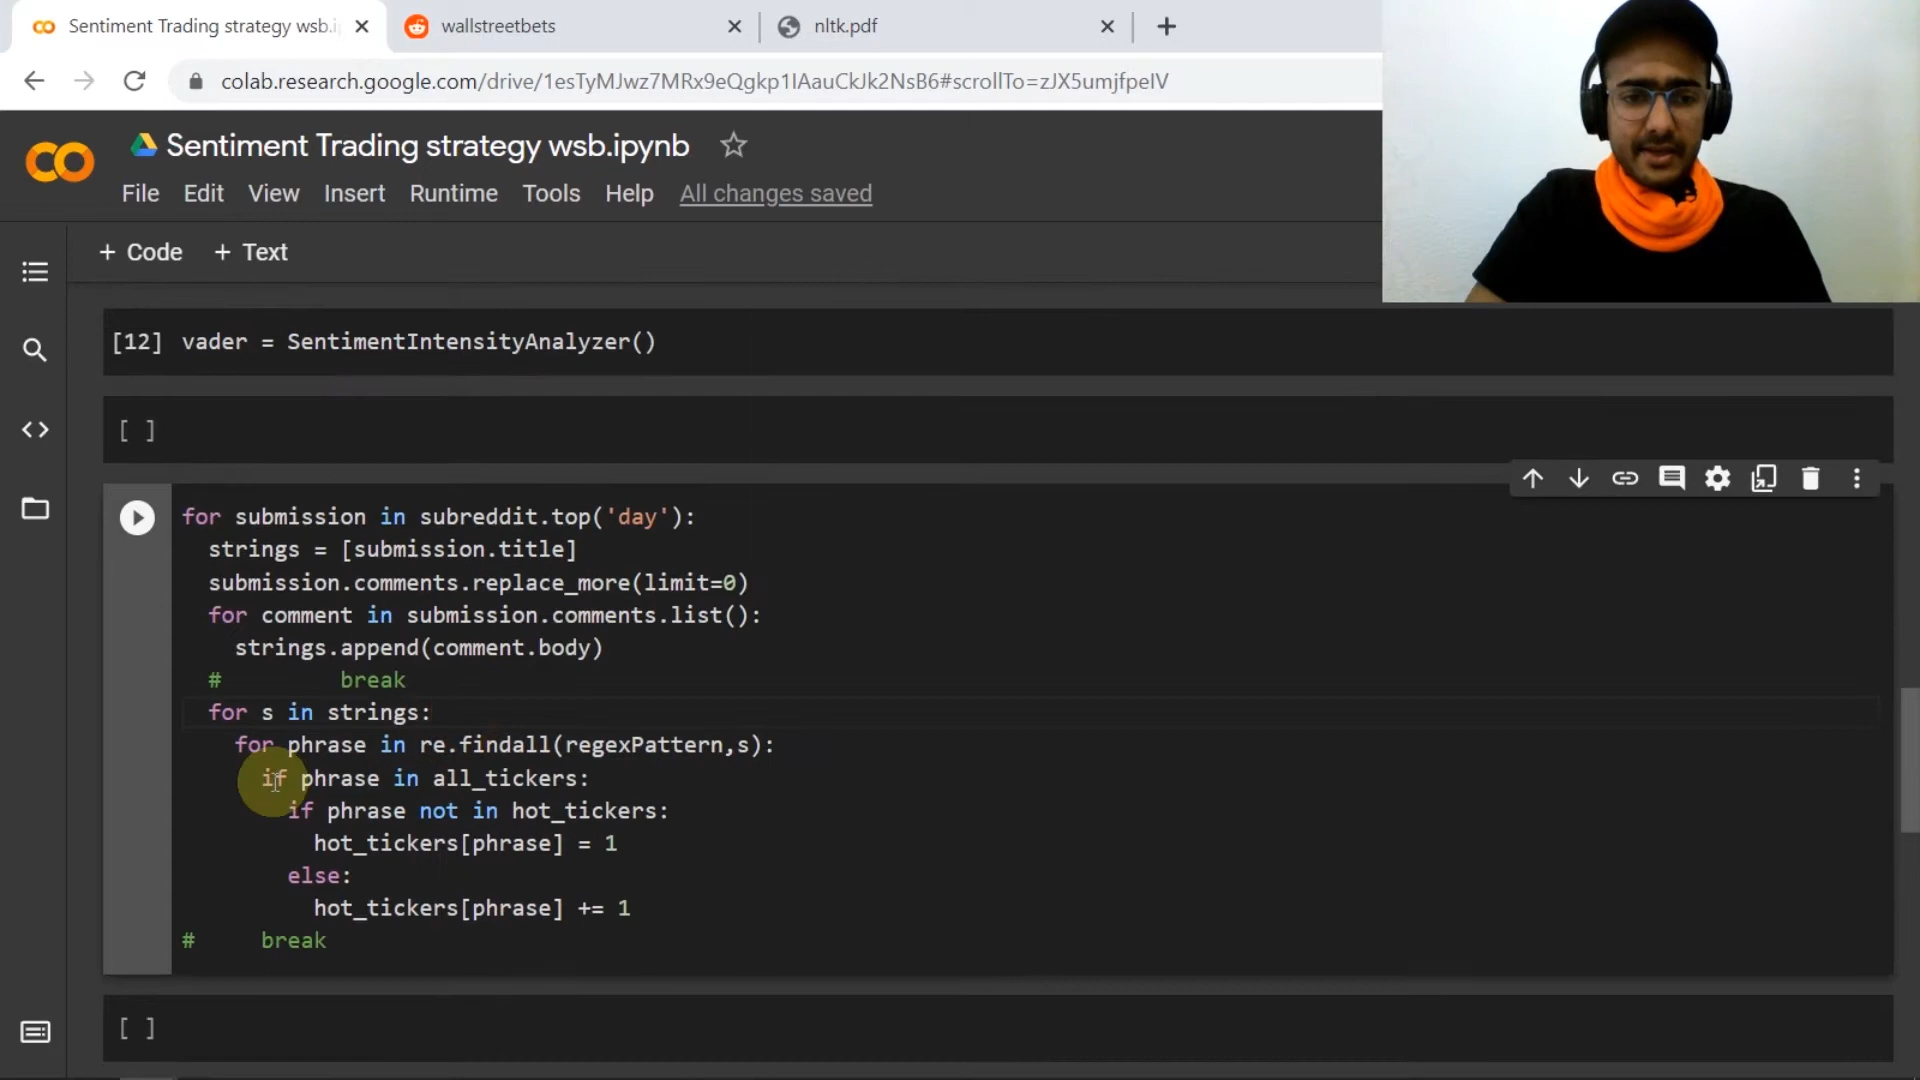 Sentiment Trading strategy wsb.i
wallstreetbets
nltk.pdf
colab.research.google.com/drive/1esTyMJwz7MRx9eQgkp1IAauCkJk2NsB6#scrollTo=zJX5umjfpeIV
Sentiment Trading strategy wsb.ipynb
File Edit View Insert Runtime Tools Help All changes saved
+ Code + Text
[12] vader = SentimentIntensityAnalyzer()
[ ]
for submission in subreddit.top('day'):
strings = [submission.title]
submission.comments.replace_more(limit=0)
for comment in submission.comments.list():
strings.append(comment.body)
# break
for s in strings:
for phrase in re.findall(regexPattern,s):
if phrase in all_tickers:
if phrase not in hot_tickers:
hot_tickers[phrase] = 1
else:
hot_tickers[phrase] += 1
# break
[ ]